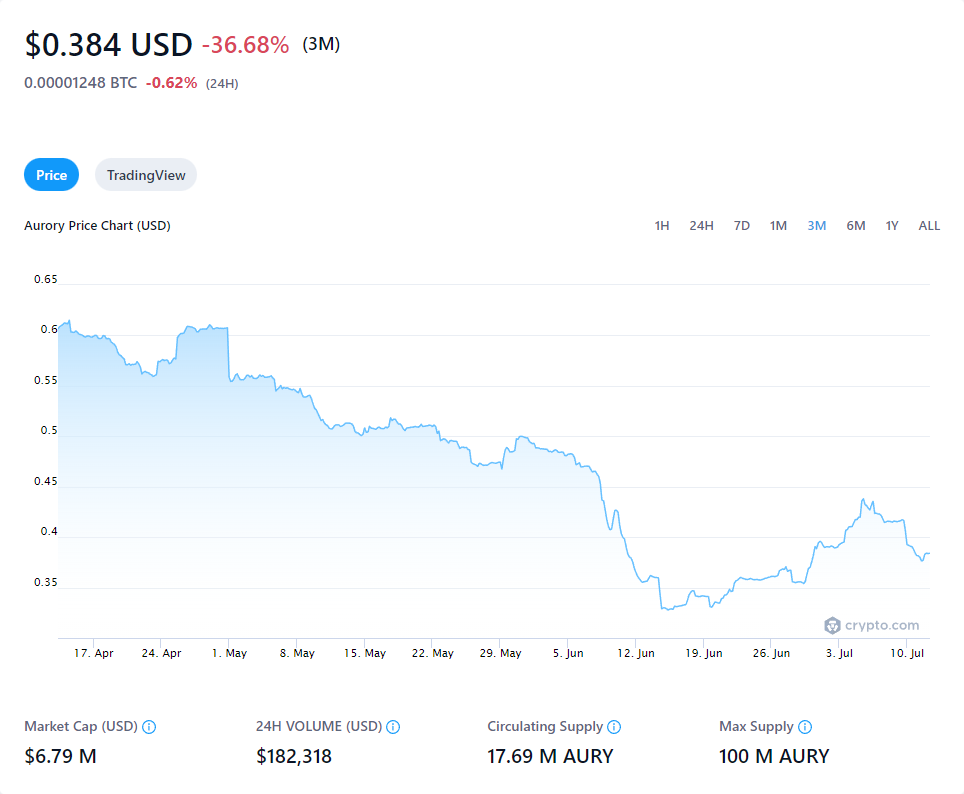 $0.384 USD -36.68% (3M)
0.00001248 BTC -0.62% (24H)
Price TradingView
Aurory Price Chart (USD) 1H 24H 7D 1M 3M 6M 1Y ALL
0.65
0.6
0.55
0.5
0.45
0.4
0.35
crypto.com
17. Apr 24. Apr 1. May 8. May 15. May 22. May 29. May 5. Jun 12. Jun 19. Jun 26. Jun 3. Jul 10. Jul
Market Cap (USD) 24H VOLUME (USD) Circulating Supply Max Supply
$6.79 M $182,318 17.69 M AURY 100 M AURY